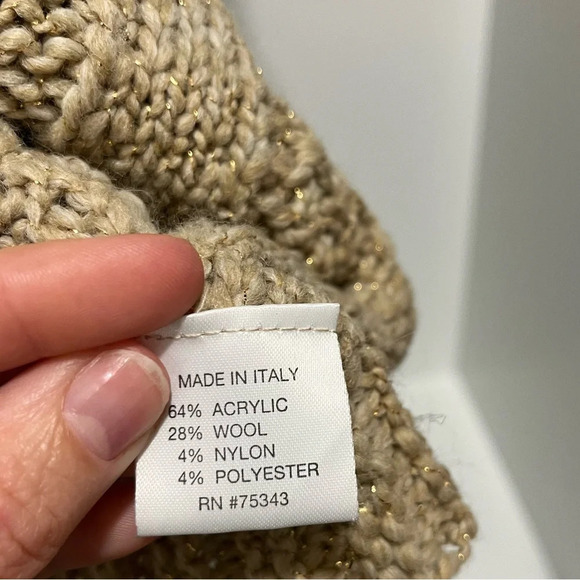 MADE IN ITALY
64% ACRYLIC
28% WOOL
4% NYLON
4% POLYESTER
RN #75343